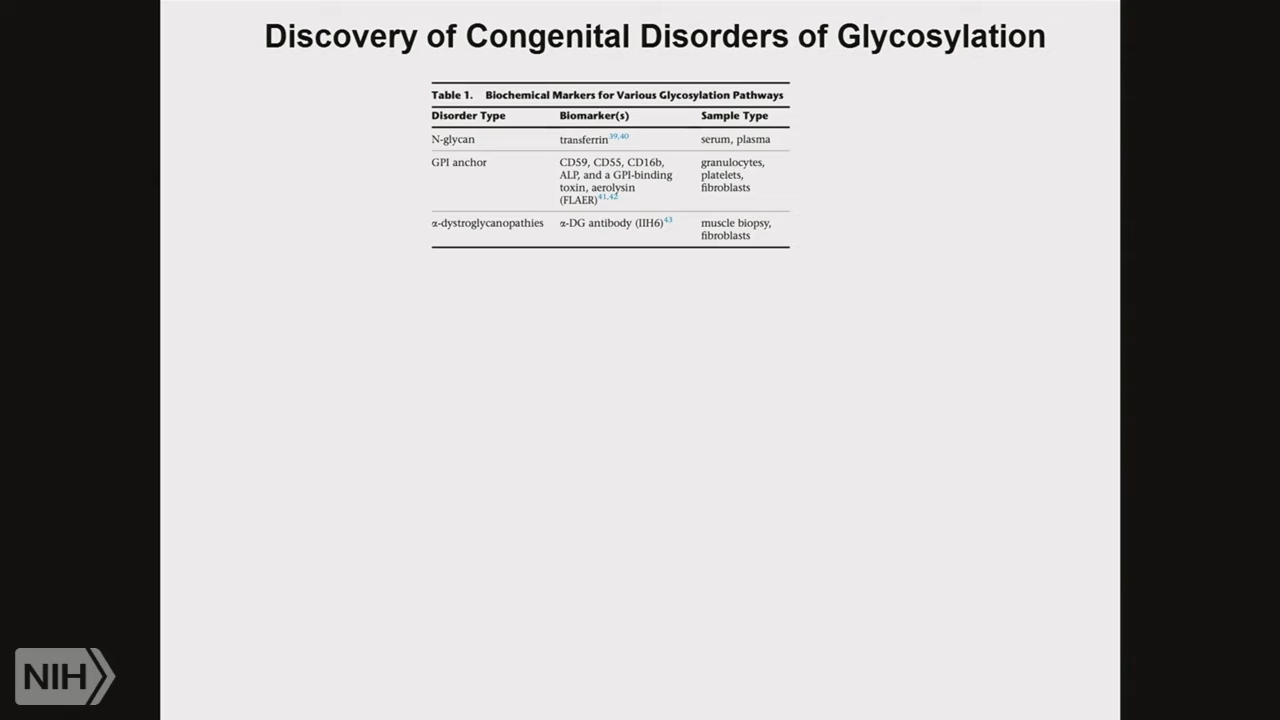 Discovery of Congenital Disorders of Glycosylation
Table 1. Biochemical Markers for Various Glycosylation Pathways
Disorder Type Biomarker(s) Sample Type
N-glycan transferrin39,40 serum, plasma
GPI anchor CD59, CD55, CD16b, granulocytes,
ALP, and a GPI-binding platelets,
toxin, aerolysin fibroblasts
(FLAER)41,42
α-dystroglycanopathies α-DG antibody (IIH6)43 muscle biopsy,
fibroblasts
NIH